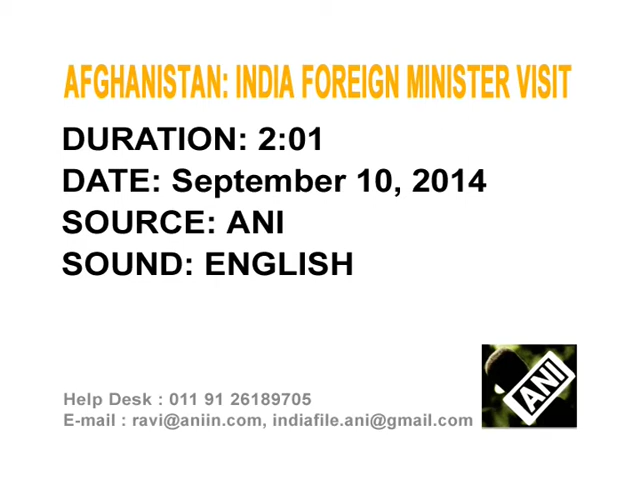 AFGHANISTAN: INDIA FOREIGN MINISTER VISIT
DURATION: 2:01
DATE: September 10, 2014
SOURCE: ANI
SOUND: ENGLISH
ANI
Help Desk : 011 91 26189705
E-mail : ravi@aniin.com, indiafile.ani@gmail.com